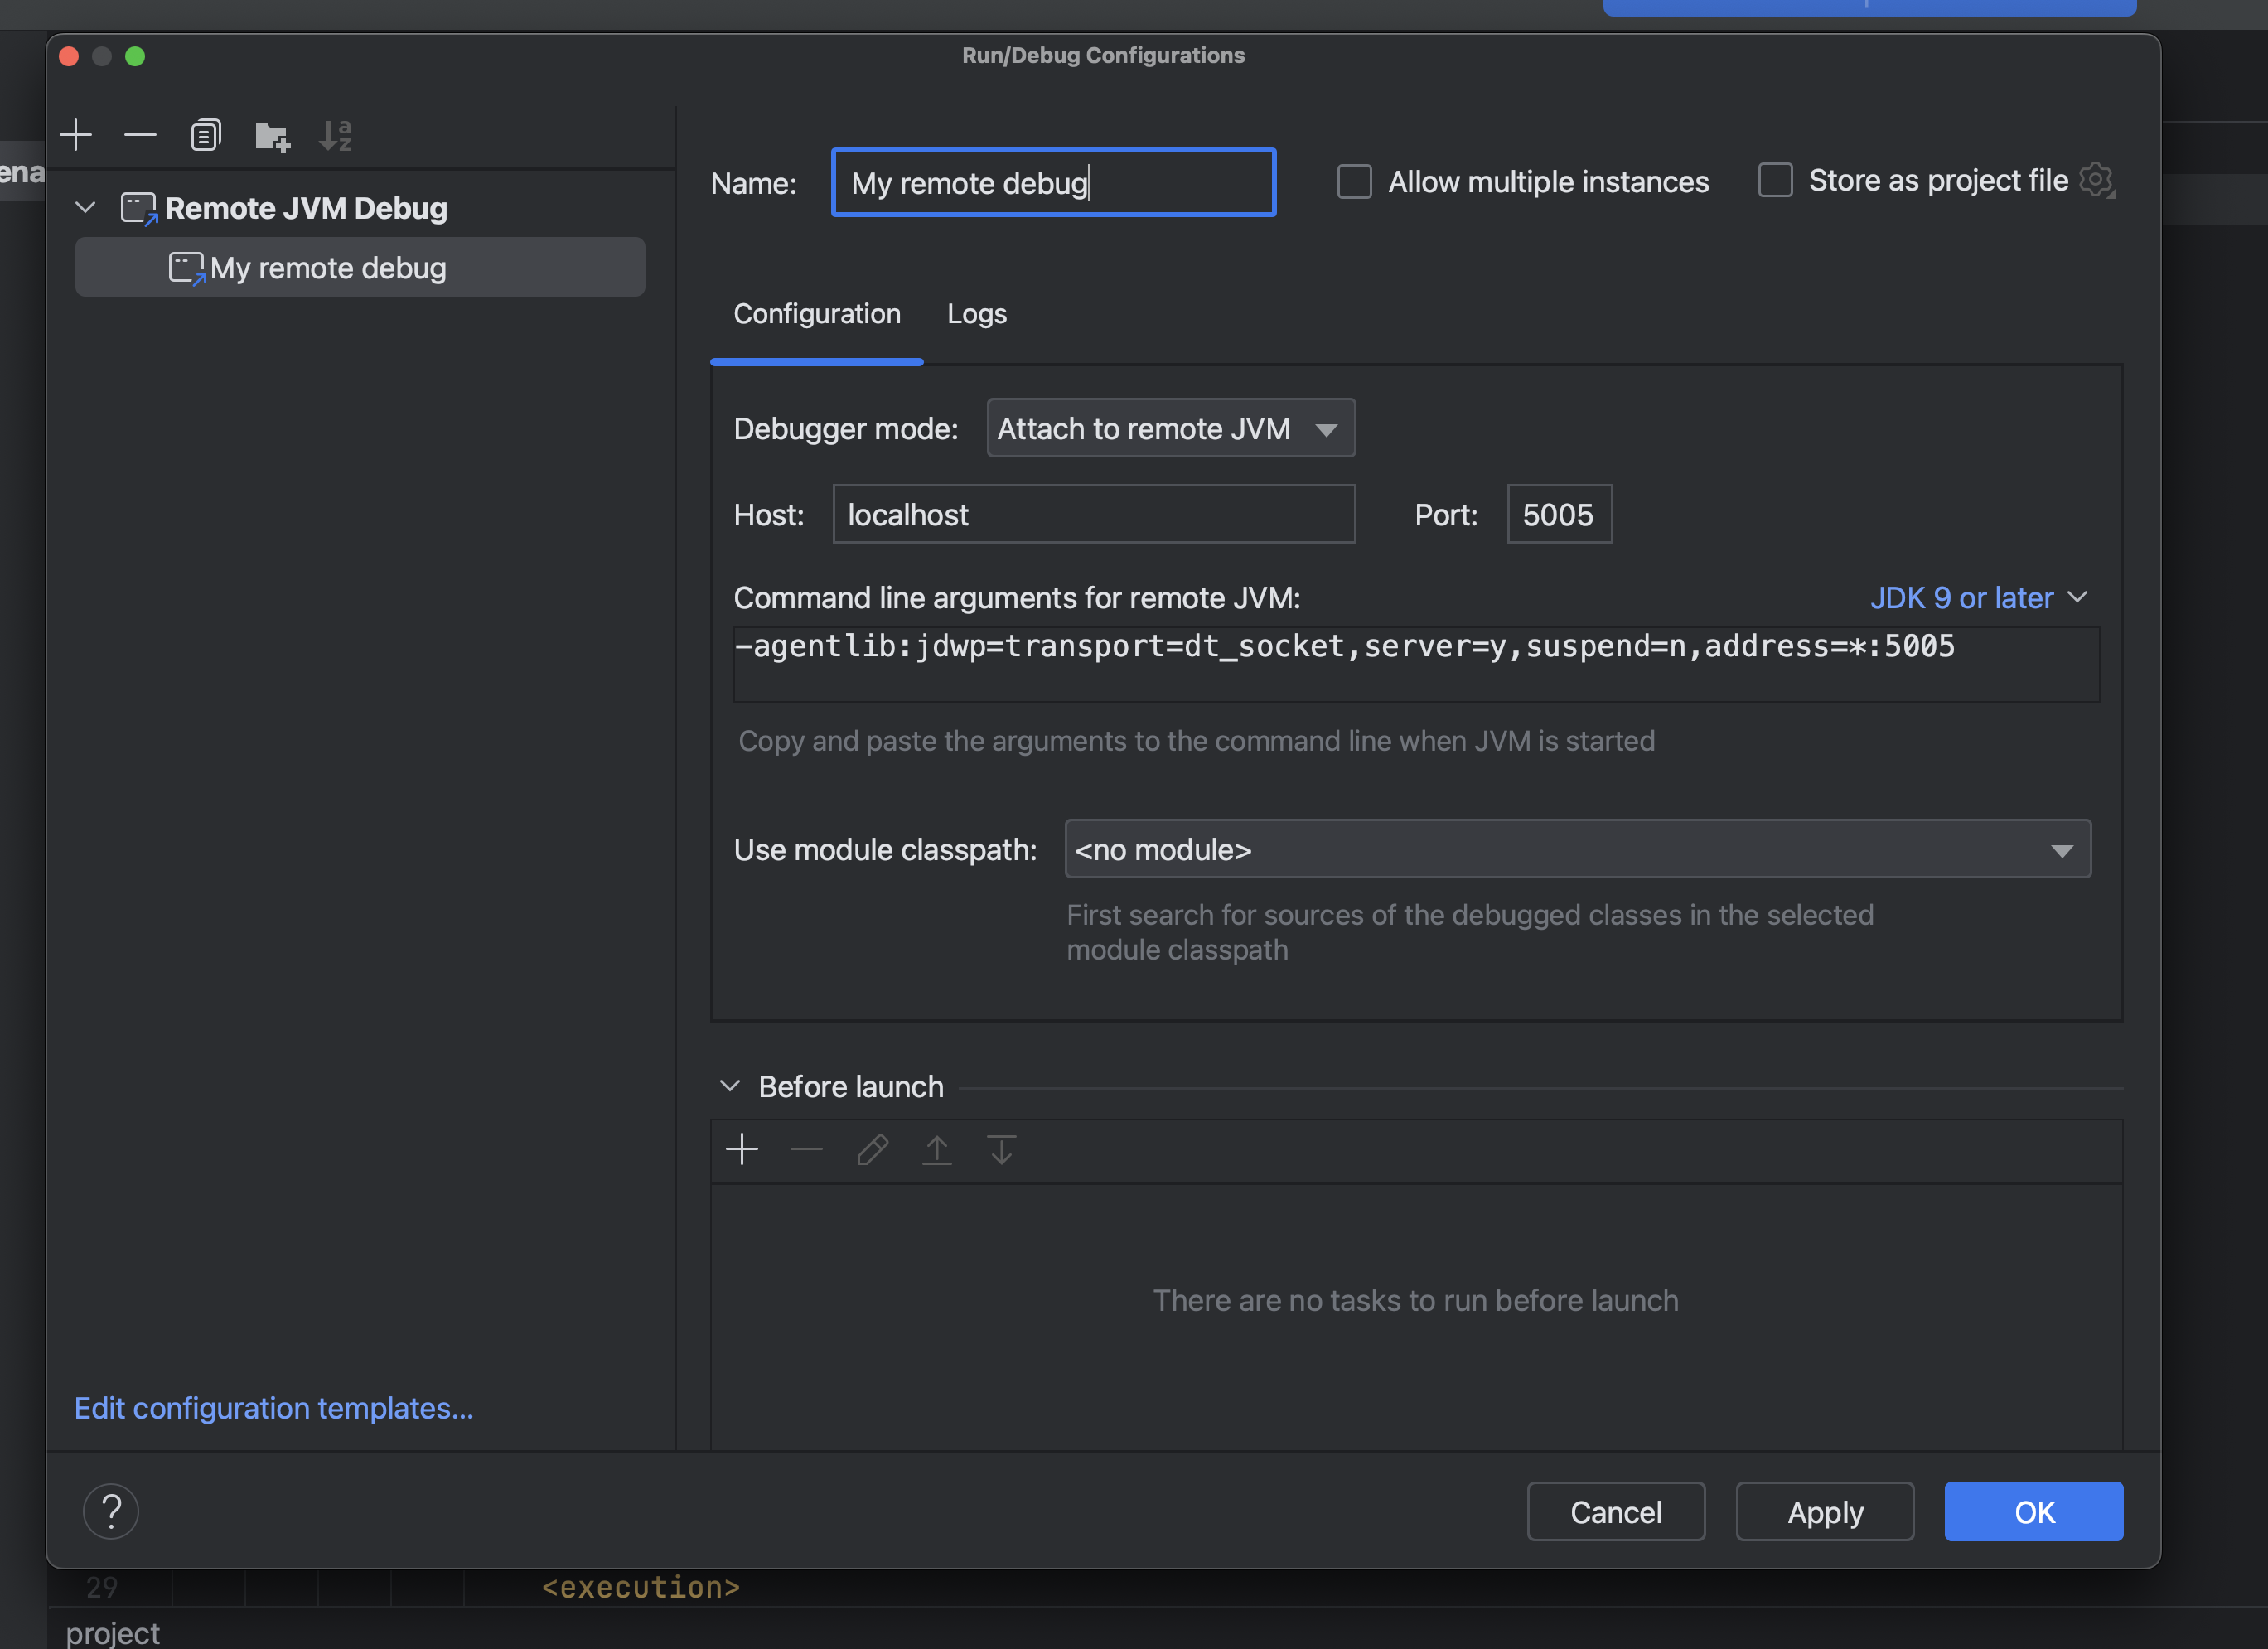 Run/Debug Configurations
ena
Remote JVM Debug
My remote debug
Edit configuration templates...
Name: My remote debug
Allow multiple instances
Store as project file
Configuration
Logs
Debugger mode: Attach to remote JVM
Host: localhost
Port: 5005
Command line arguments for remote JVM:
JDK 9 or later
-agentlib:jdwp=transport=dt_socket,server=y,suspend=n,address=*:5005
Copy and paste the arguments to the command line when JVM is started
Use module classpath: <no module>
First search for sources of the debugged classes in the selected
module classpath
Before launch
There are no tasks to run before launch
?
Cancel
Apply
OK
29 <execution>
project